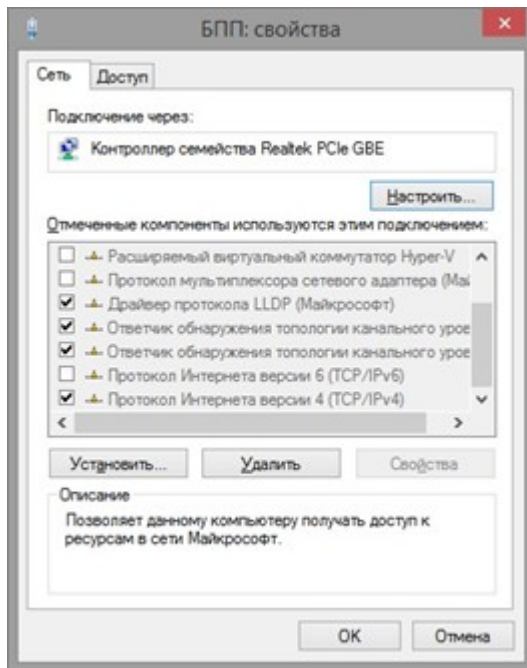 БПП: свойства
Сеть
Доступ
Подключение через:
Контроллер семейства Realtek PCIe GBE
Настроить...
Отмеченные компоненты используются этим подключением:
Расширяемый виртуальный коммутатор Hyper-V
Протокол мультиплексора сетевого адаптера (Май
Драйвер протокола LLDP (Майкрософт)
Ответчик обнаружения топологии канального уров
Ответчик обнаружения топологии канального уров
Протокол Интернета версии 6 (TCP/IPv6)
Протокол Интернета версии 4 (TCP/IPv4)
Установить...
Удалить
Свойства
Описание
Позволяет данному компьютеру получать доступ к
ресурсам в сети Майкрософт.
OK
Отмена